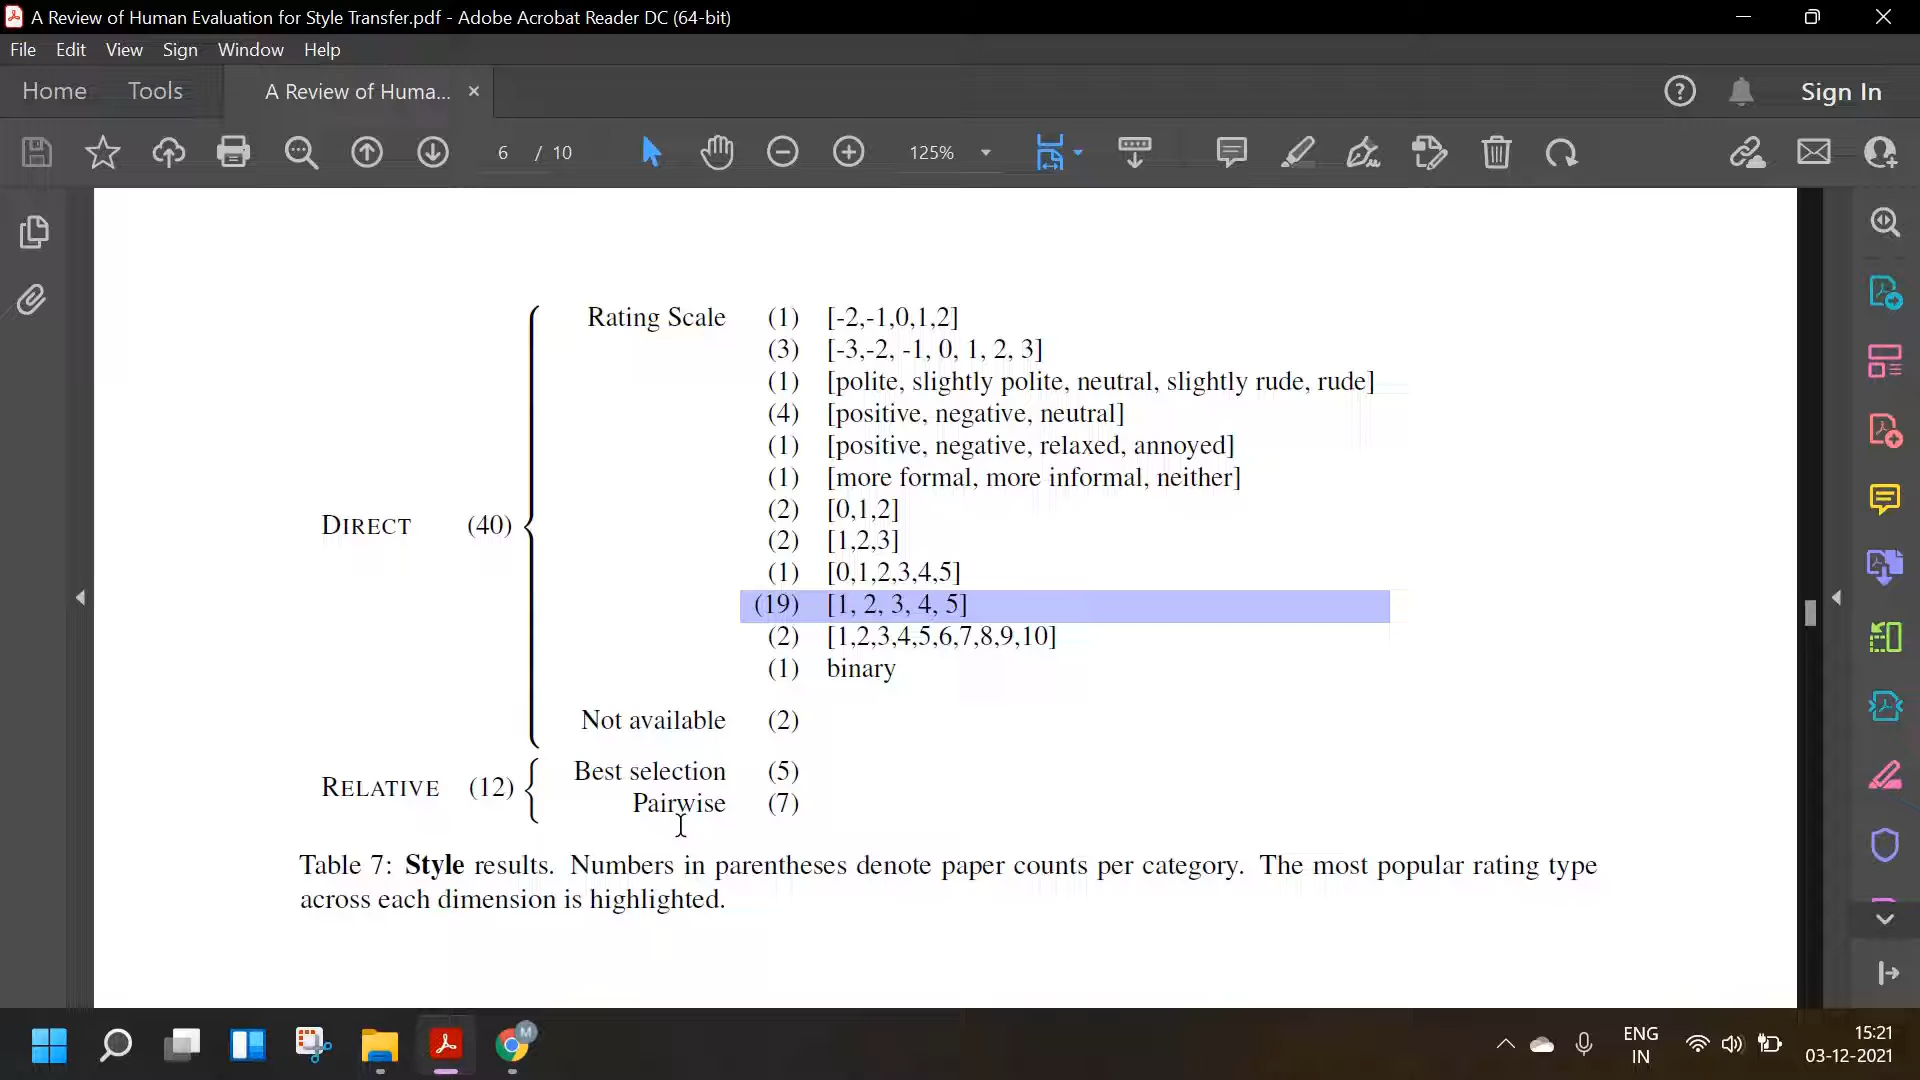 A Review of Human Evaluation for Style Transfer.pdf - Adobe Acrobat Reader DC (64-bit)
File Edit View Sign Window Help
Home Tools A Review of Huma... × Sign In
6 / 10 125%
Rating Scale (1) [-2,-1,0,1,2]
(3) [-3,-2, -1, 0, 1, 2, 3]
(1) [polite, slightly polite, neutral, slightly rude, rude]
(4) [positive, negative, neutral]
(1) [positive, negative, relaxed, annoyed]
(1) [more formal, more informal, neither]
(2) [0,1,2]
DIRECT (40)
(2) [1,2,3]
(1) [0,1,2,3,4,5]
(19) [1, 2, 3, 4, 5]
(2) [1,2,3,4,5,6,7,8,9,10]
(1) binary
Not available (2)
Best selection (5)
RELATIVE (12)
Pairwise (7)
Table 7: Style results. Numbers in parentheses denote paper counts per category. The most popular rating type
across each dimension is highlighted.
M
ENG
IN
15:21
03-12-2021